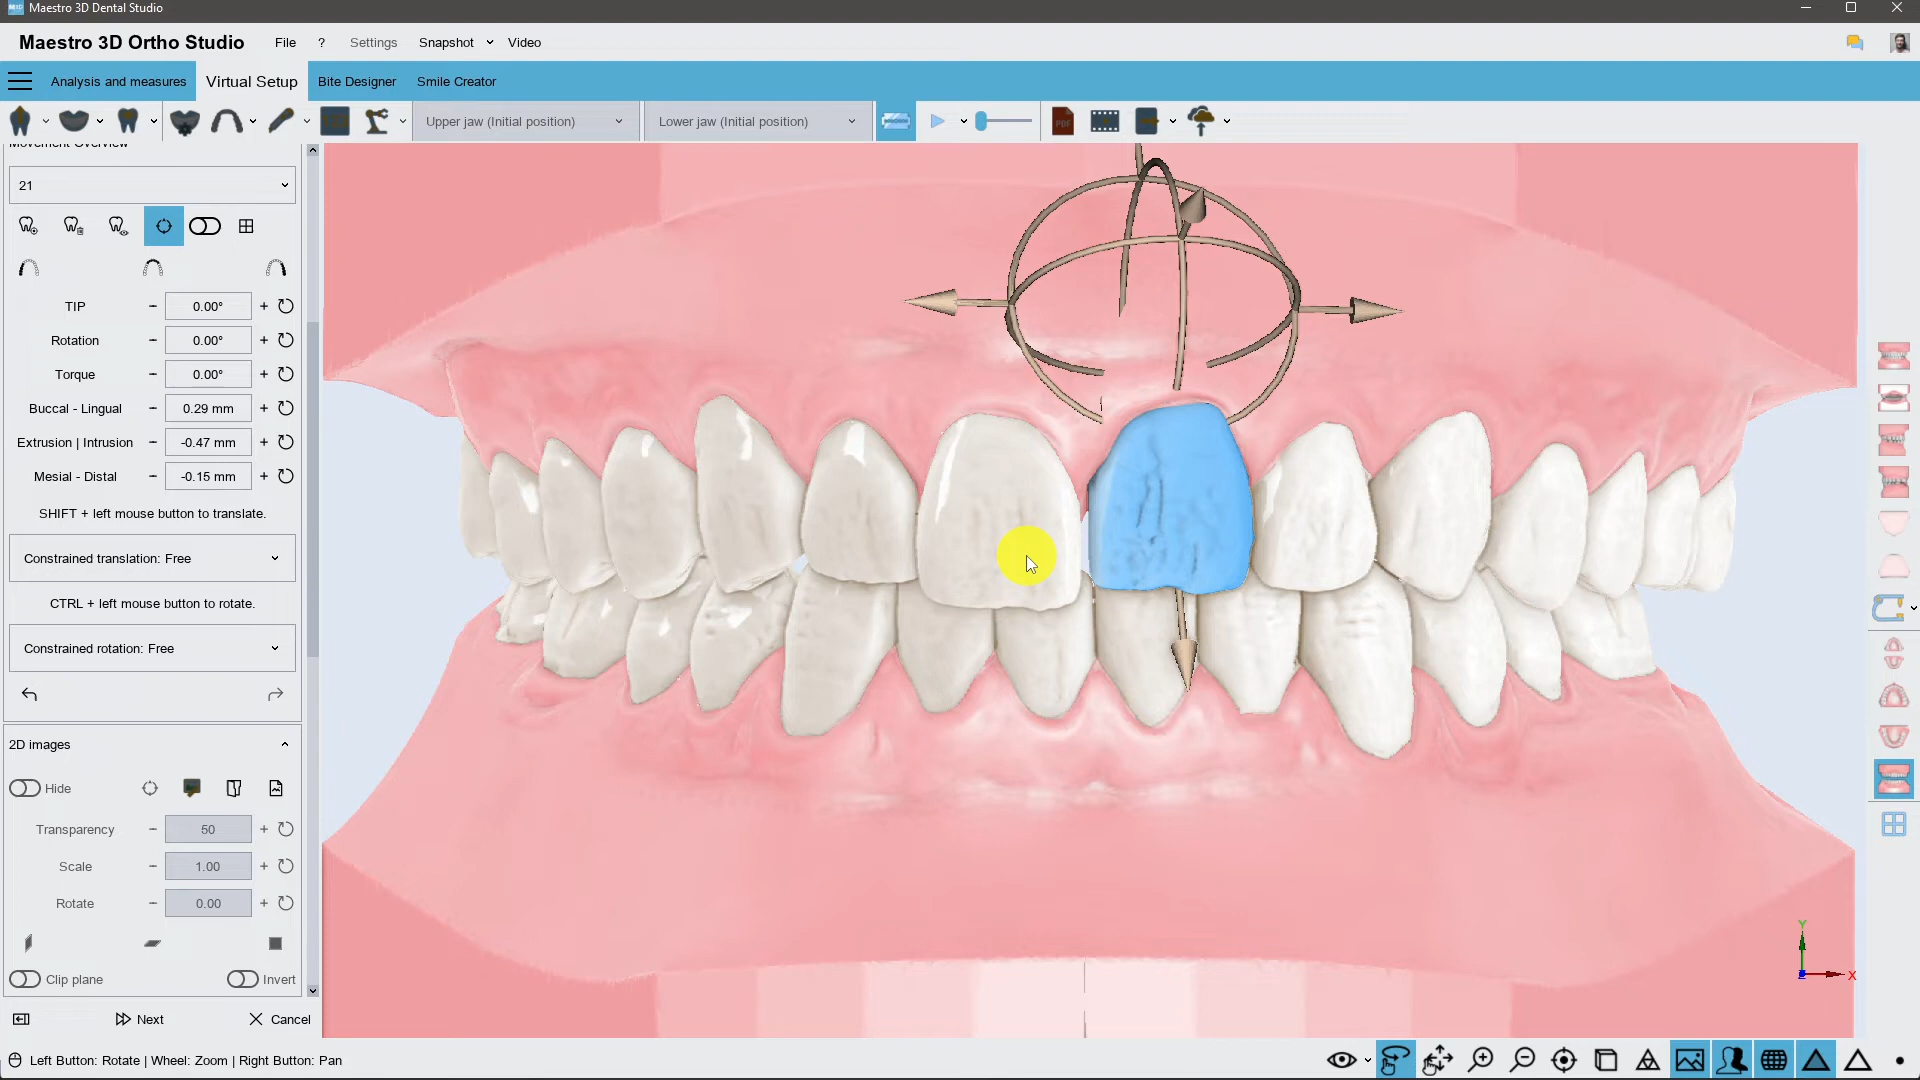 Maestro 3D Dental Studio
Maestro 3D Ortho Studio File ? Settings Snapshot Video
Analysis and measures Virtual Setup Bite Designer Smile Creator
Upper jaw (Initial position) Lower jaw (Initial position)
PDF
Movement Overview
21
TIP - 0.00° +
Rotation - 0.00° +
Torque - 0.00° +
Buccal - Lingual - 0.29 mm +
Extrusion | Intrusion - -0.47 mm +
Mesial - Distal - -0.15 mm +
SHIFT + left mouse button to translate.
Constrained translation: Free
CTRL + left mouse button to rotate.
Constrained rotation: Free
2D images
Hide
Transparency - 50 +
Scale - 1.00 +
Rotate - 0.00 +
Clip plane Invert
Next Cancel
Y
X
Z
Left Button: Rotate | Wheel: Zoom | Right Button: Pan